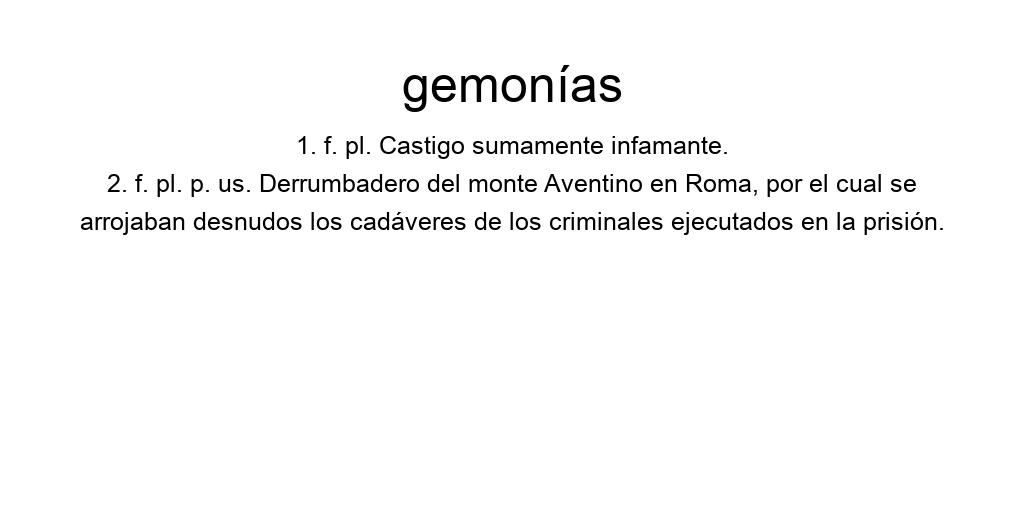 gemonías
1. f. pl. Castigo sumamente infamante.
2. f. pl. p. us. Derrumbadero del monte Aventino en Roma, por el cual se
arrojaban desnudos los cadáveres de los criminales ejecutados en la prisión.